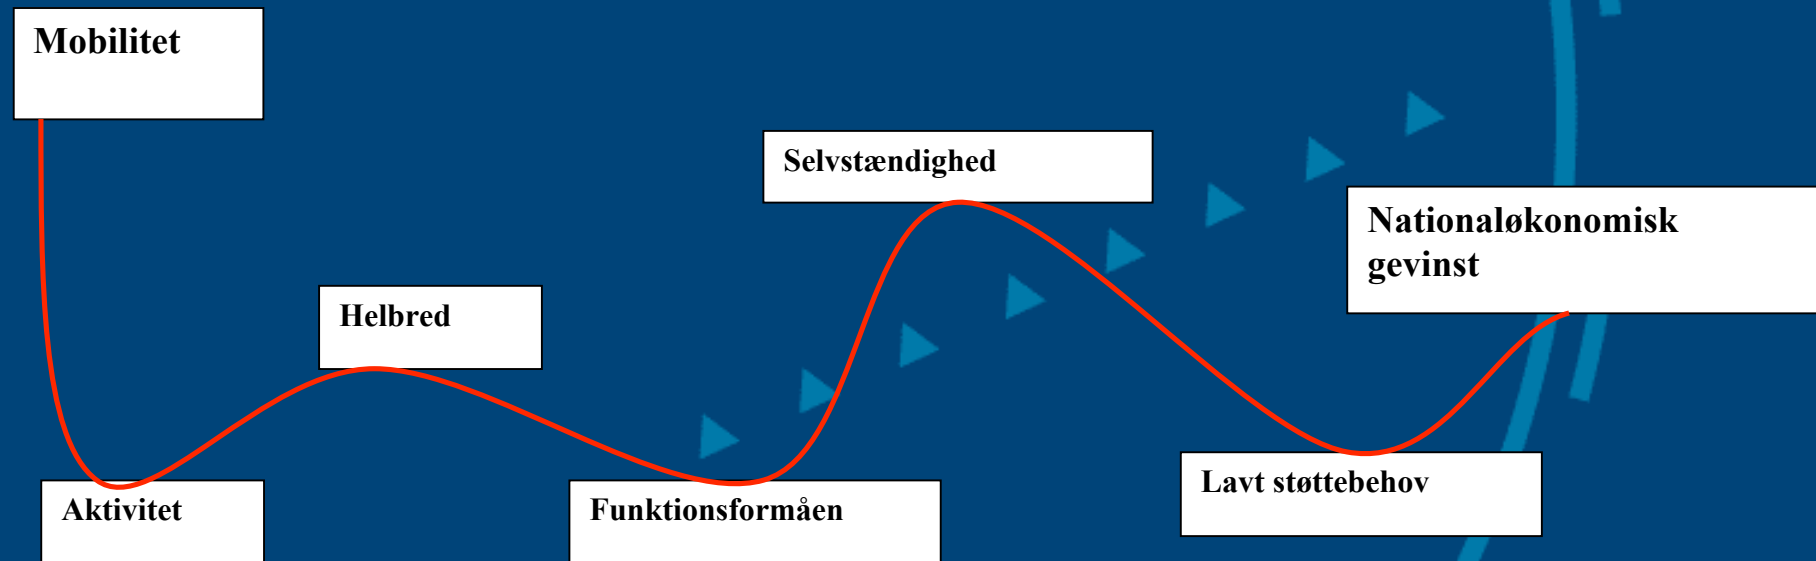 Mobilitet
Aktivitet
Helbred
Funktionsformåen
Selvstændighed
Lavt støttebehov
Nationaløkonomisk
gevinst